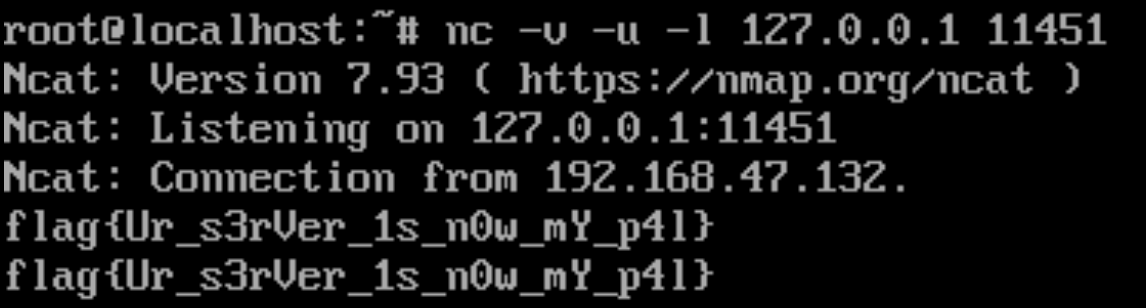 root@localhost:~# nc -v -u -l 127.0.0.1 11451
Ncat: Version 7.93 ( https://nmap.org/ncat )
Ncat: Listening on 127.0.0.1:11451
Ncat: Connection from 192.168.47.132.
flag{Ur_s3rVer_1s_n0w_mY_p4l}
flag{Ur_s3rVer_1s_n0w_mY_p4l}